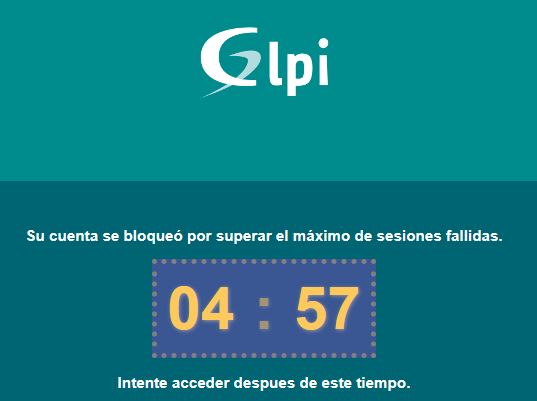 Glpi
Su cuenta se bloqueó por superar el máximo de sesiones fallidas.
04 : 57
Intente acceder despues de este tiempo.